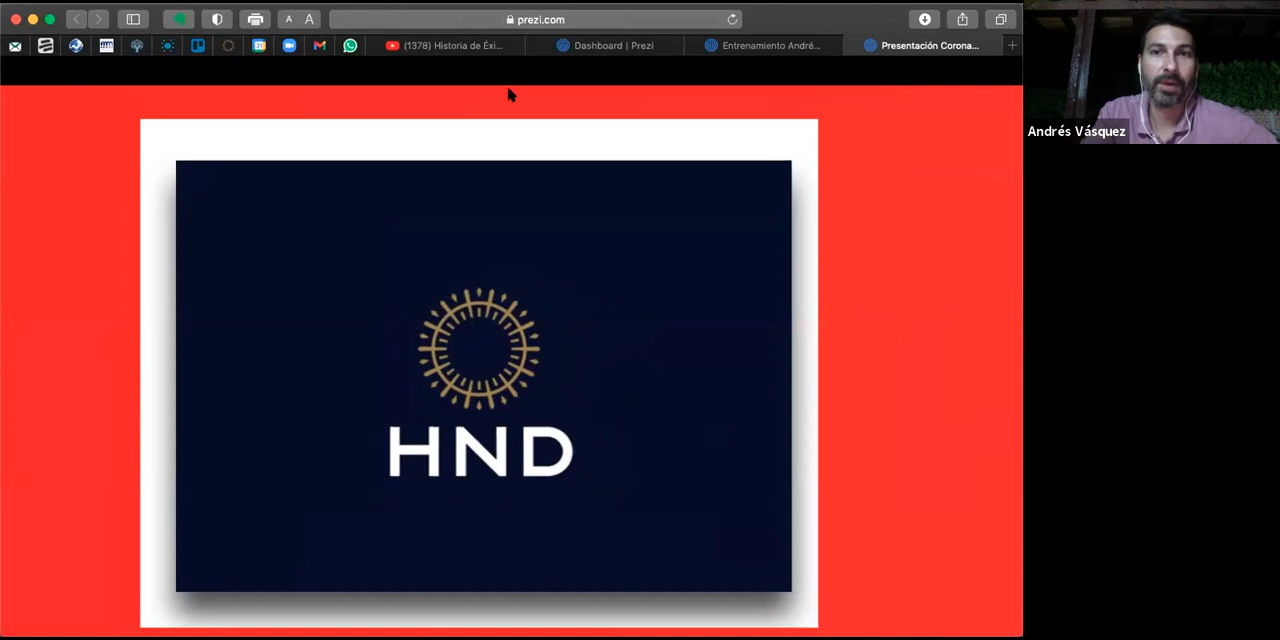 A A
prezi.com
(1378) Historia de Éxi...
Dashboard | Prezi
Entrenamiento André...
Presentación Corona...
Andrés Vásquez
HND